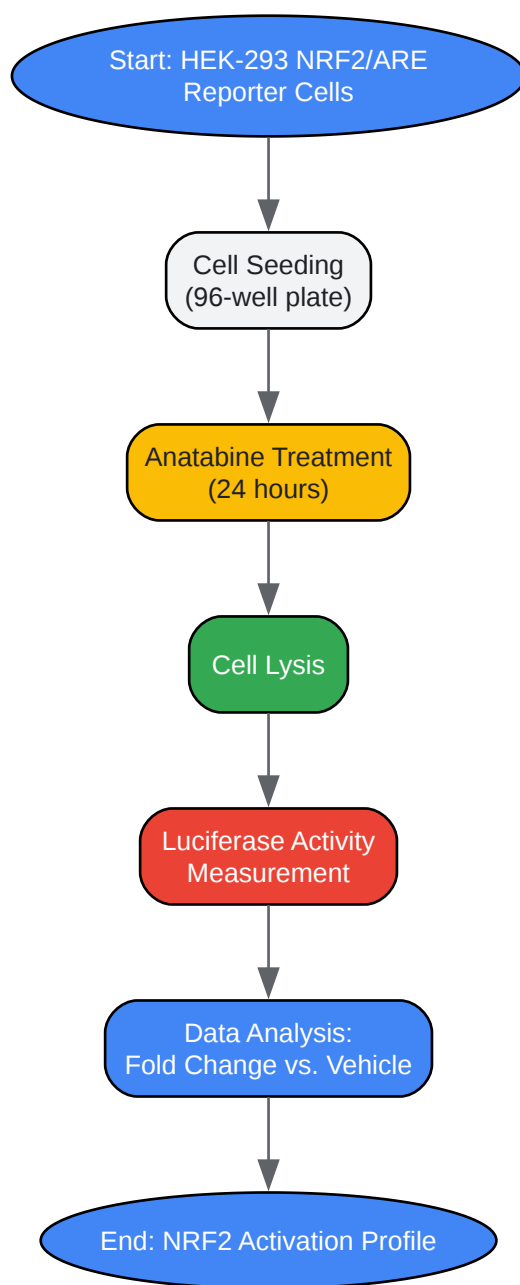 Start: HEK-293 NRF2/ARE
Reporter Cells
Cell Seeding
(96-well plate)
Anatabine Treatment
(24 hours)
Cell Lysis
Luciferase Activity
Measurement
Data Analysis:
Fold Change vs. Vehicle
End: NRF2 Activation Profile